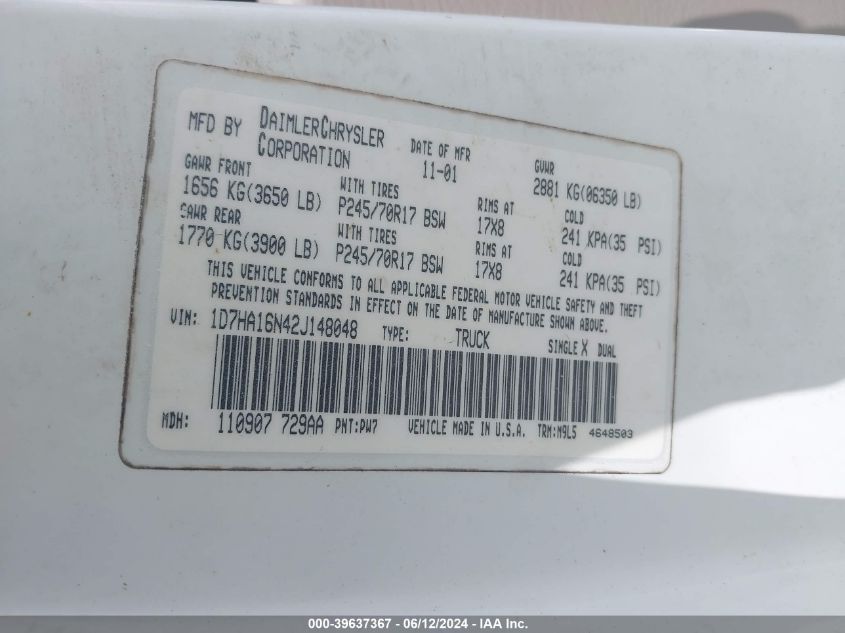 MFD BY DAIMLERCHRYSLER CORPORATION DATE OF MFR 11-01 GVWR 2881 KG(06350 LB)
GAWR FRONT WITH TIRES RIMS AT COLD
1656 KG(3650 LB) P245/70R17 BSW 17X8 241 KPA(35 PSI)
GAWR REAR WITH TIRES RIMS AT COLD
1770 KG(3900 LB) P245/70R17 BSW 17X8 241 KPA(35 PSI)
THIS VEHICLE CONFORMS TO ALL APPLICABLE FEDERAL MOTOR VEHICLE SAFETY AND THEFT
PREVENTION STANDARDS IN EFFECT ON THE DATE OF MANUFACTURE SHOWN ABOVE.
VIN: 1D7HA16N42J148048 TYPE: TRUCK SINGLE X DUAL
MDH: 110907 729AA PNT:PW7 VEHICLE MADE IN U.S.A. TRM:M9L5 4648503
000-39637367 - 06/12/2024 - IAA Inc.